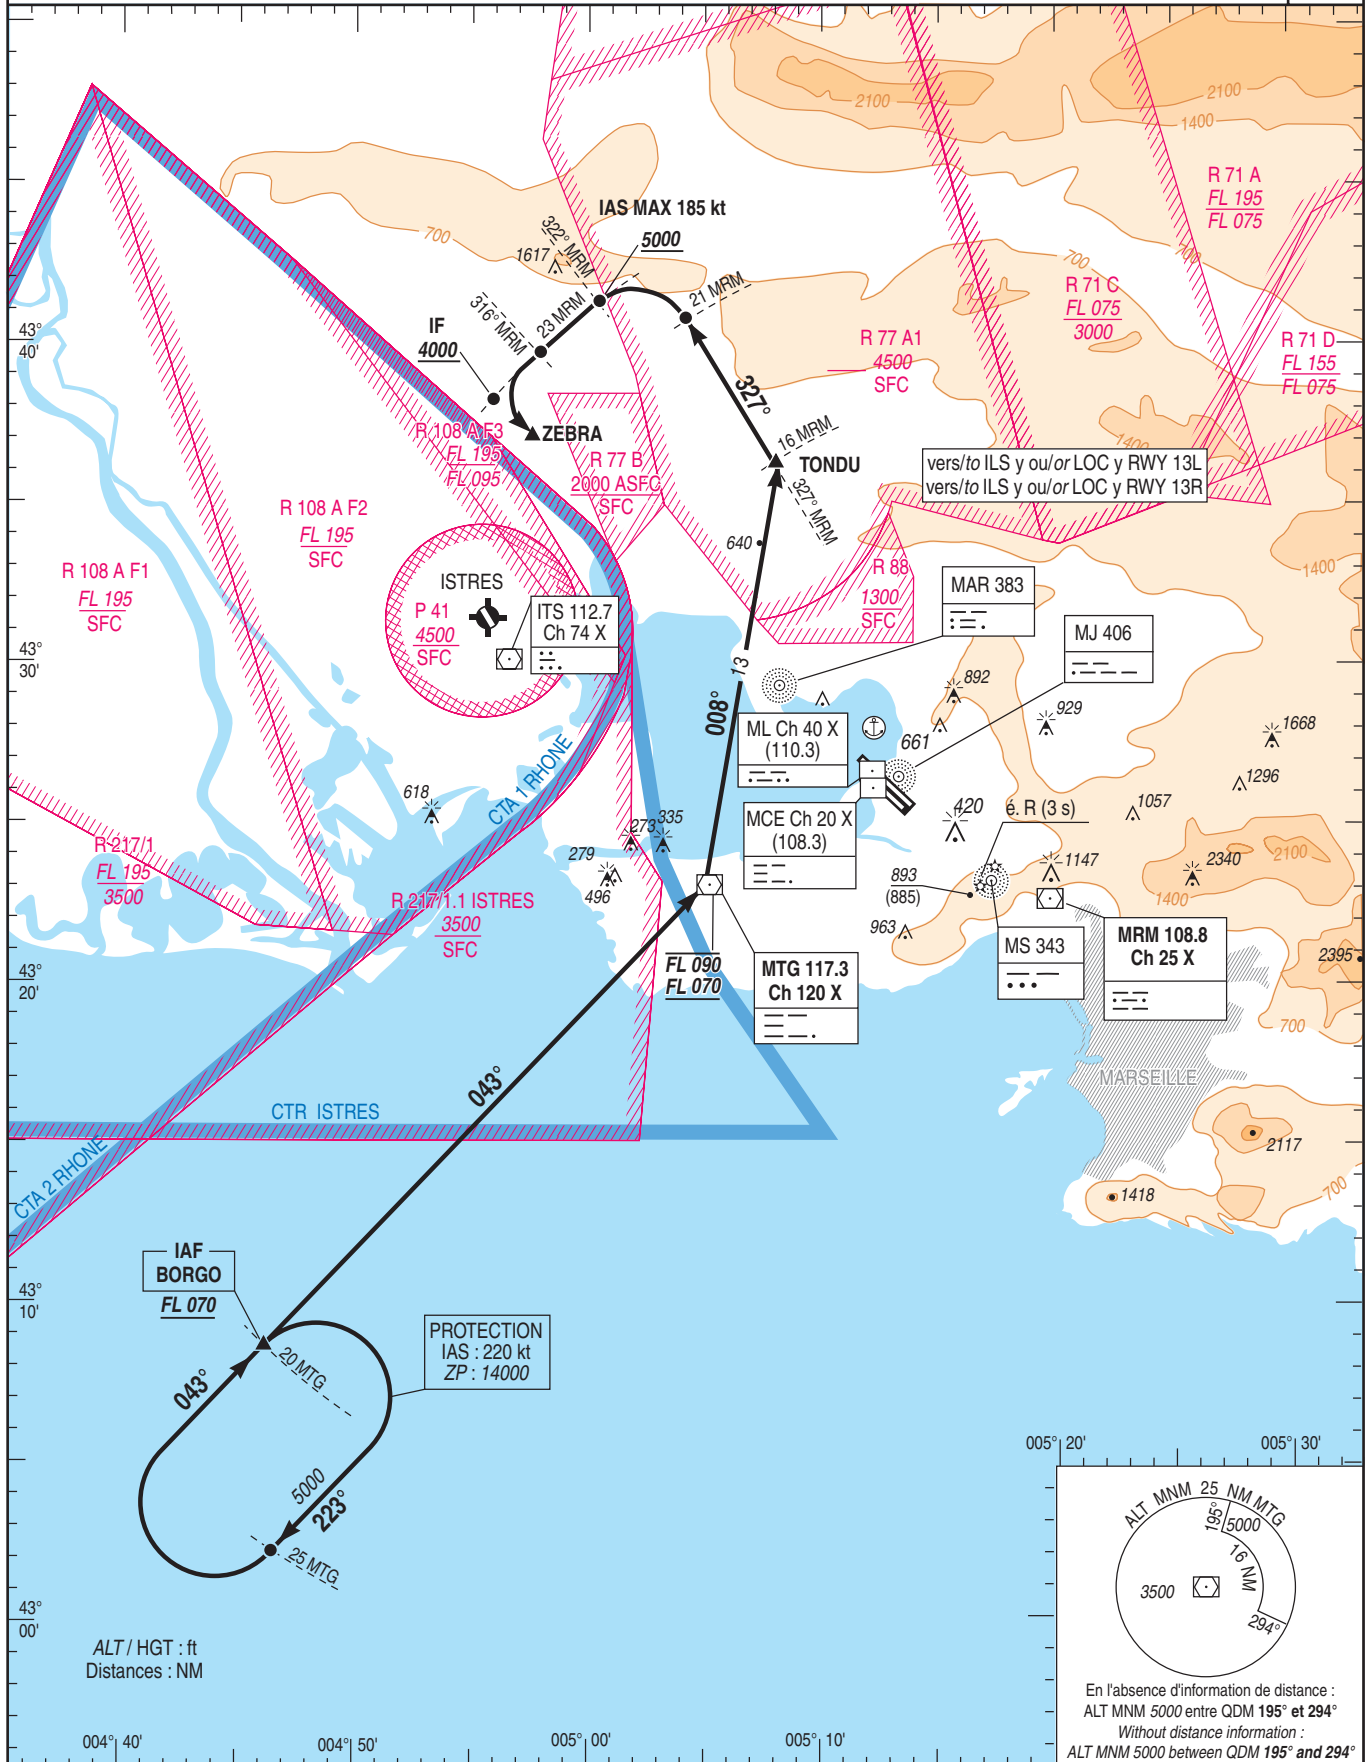 2100
2100
1400
R 71 A
FL 195
FL 075
IAS MAX 185 kt
5000
322° MRM
1617
700
700
700
21 MRM
R 71 C
FL 075
3000
316° MRM
23 MRM
IF
4000
43°
40'
R 77 A1
4500
SFC
R 71 D
FL 155
FL 075
327°
ZEBRA
R 108 A F3
FL 195
FL 095
16 MRM
TONDU
327° MRM
1400
vers/to ILS y ou/or LOC y RWY 13L
vers/to ILS y ou/or LOC y RWY 13R
R 77 B
2000 ASFC
SFC
R 108 A F2
FL 195
SFC
640
R 88
1300
SFC
1400
R 108 A F1
FL 195
SFC
ISTRES
P 41
4500
SFC
ITS 112.7
Ch 74 X
MAR 383
MJ 406
43°
30'
13
008°
892
929
1668
661
ML Ch 40 X
(110.3)
1296
1057
CTA 1 RHONE
618
273
335
MCE Ch 20 X
(108.3)
420
é. R (3 s)
R 217/1
FL 195
3500
279
496
1147
2340
2100
1400
893
(885)
963
R 217/1.1 ISTRES
3500
SFC
FL 090
FL 070
MTG 117.3
Ch 120 X
MS 343
MRM 108.8
Ch 25 X
2395
43°
20'
700
043°
MARSEILLE
CTR ISTRES
2117
CTA 2 RHONE
1418
700
IAF
BORGO
FL 070
43°
10'
PROTECTION
IAS : 220 kt
ZP : 14000
20 MTG
043°
5000
223°
25 MTG
005° 20'
005° 30'
ALT MNM 25 NM MTG
195°
5000
16 NM
3500
294°
43°
00'
ALT / HGT : ft
Distances : NM
En l'absence d'information de distance :
ALT MNM 5000 entre QDM 195° et 294°
Without distance information :
ALT MNM 5000 between QDM 195° and 294°
004° 40'
004° 50'
005° 00'
005° 10'